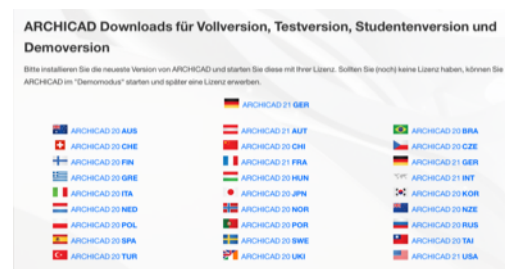 ARCHICAD Downloads für Vollversion, Testversion, Studentenversion und
Demoversion
Bitte installieren Sie die neueste Version von ARCHICAD und starten Sie diese mit Ihrer Lizenz. Sollten Sie (noch) keine Lizenz haben, können Sie
ARCHICAD im "Demomodus" starten und später eine Lizenz erwerben.
ARCHICAD 21 GER
ARCHICAD 20 AUS ARCHICAD 21 AUT ARCHICAD 20 BRA
ARCHICAD 20 CHE ARCHICAD 20 CHI ARCHICAD 20 CZE
ARCHICAD 20 FIN ARCHICAD 21 FRA ARCHICAD 21 GER
ARCHICAD 20 GRE ARCHICAD 20 HUN ARCHICAD 21 INT
ARCHICAD 20 ITA ARCHICAD 20 JPN ARCHICAD 20 KOR
ARCHICAD 20 NED ARCHICAD 20 NOR ARCHICAD 20 NZE
ARCHICAD 20 POL ARCHICAD 20 POR ARCHICAD 20 RUS
ARCHICAD 20 SPA ARCHICAD 20 SWE ARCHICAD 20 TAI
ARCHICAD 20 TUR ARCHICAD 20 UKI ARCHICAD 21 USA